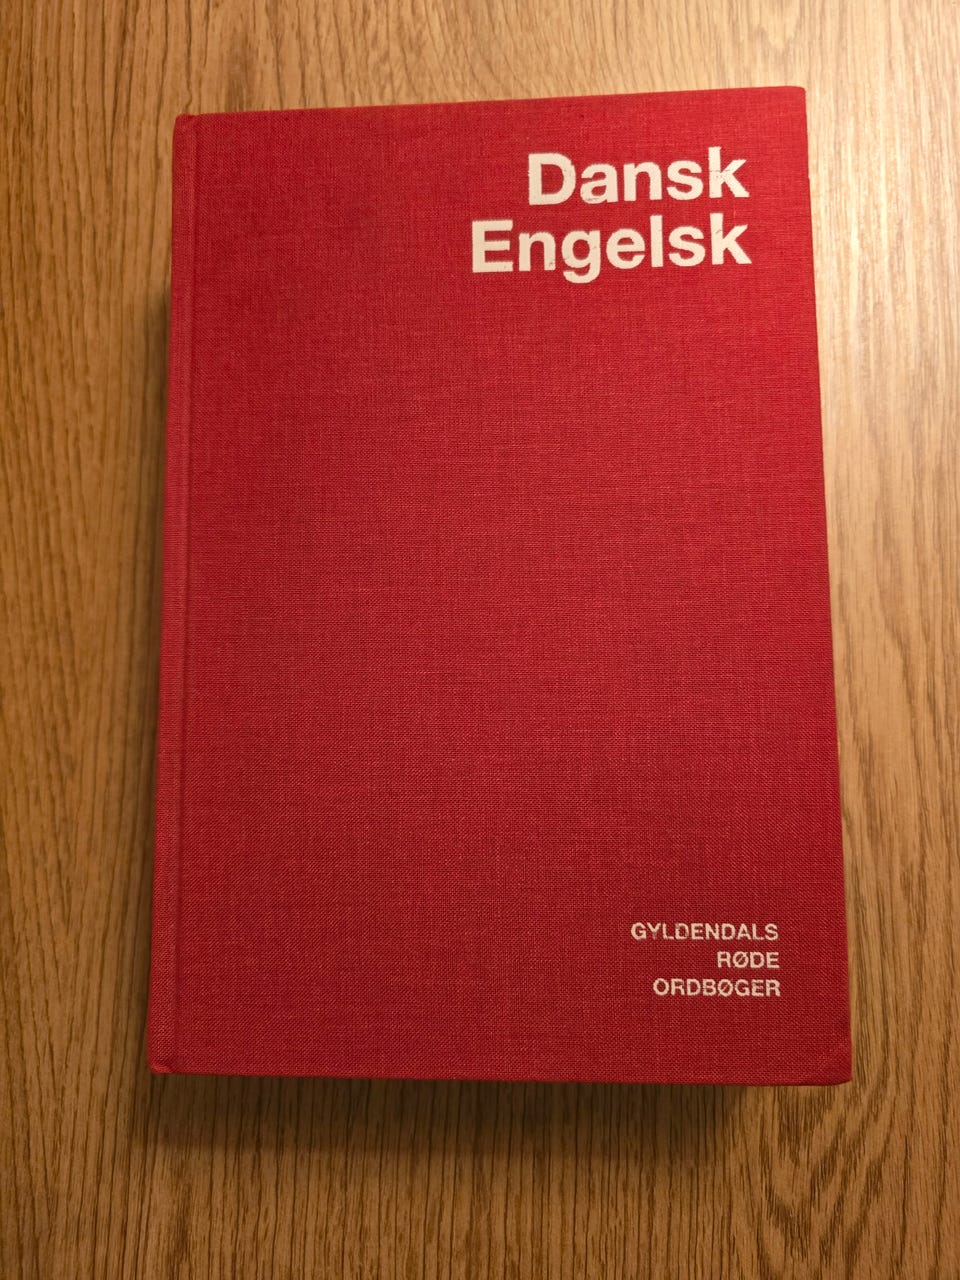 Dansk
Engelsk
GYLDENDALS
RØDE
ORDBØGER